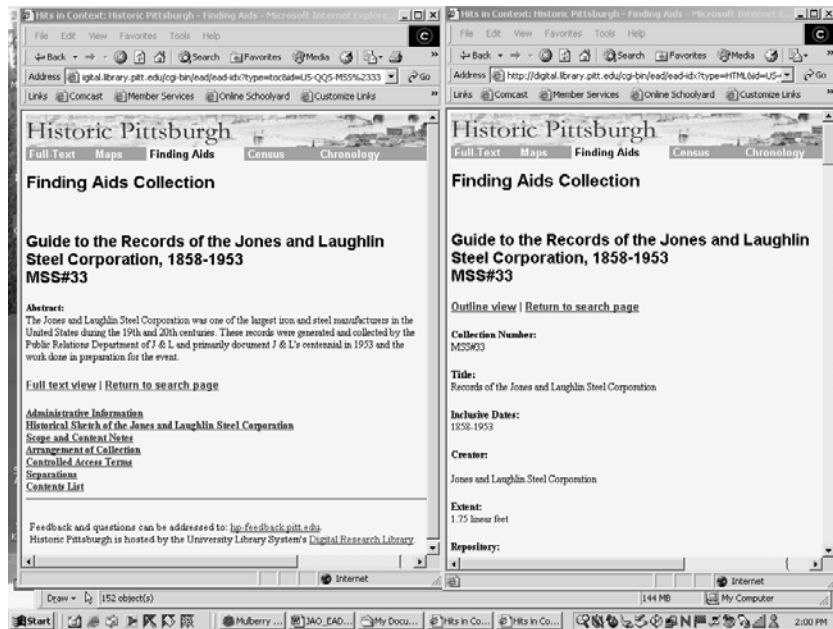 Hits in Context: Historic Pittsburgh - Finding Aids - Microsoft Internet Explore...
File Edit View Favorites Tools Help
Back Search Favorites Media
Address igital.library.pitt.edu/cgi-bin/ead/ead-idx?type=toc&id=US-QQS-MSS%2333 Go
Links Comcast Member Services Online Schoolyard Customize Links
Historic Pittsburgh
Full-Text Maps Finding Aids Census Chronology
Finding Aids Collection
Guide to the Records of the Jones and Laughlin
Steel Corporation, 1858-1953
MSS#33
Abstract:
The Jones and Laughlin Steel Corporation was one of the largest iron and steel manufacturers in the
United States during the 19th and 20th centuries. These records were generated and collected by the
Public Relations Department of J & L and primarily document J & L's centennial in 1953 and the
work done in preparation for the event.
Full text view | Return to search page
Administrative Information
Historical Sketch of the Jones and Laughlin Steel Corporation
Scope and Content Notes
Arrangement of Collection
Controlled Access Terms
Separations
Contents List
Feedback and questions can be addressed to: hp-feedback.pitt.edu.
Historic Pittsburgh is hosted by the University Library System's Digital Research Library.
Internet
Hits in Context: Historic Pittsburgh - Finding Aids - Microsoft Internet E...
File Edit View Favorites Tools Help
Back Search Favorites Media
Address http://digital.library.pitt.edu/cgi-bin/ead/ead-idx?type=HTML&id=US- Go
Links Comcast Member Services Online Schoolyard Customize Links
Historic Pittsburgh
Full-Text Maps Finding Aids Census Chronology
Finding Aids Collection
Guide to the Records of the Jones and Laughlin
Steel Corporation, 1858-1953
MSS#33
Outline view | Return to search page
Collection Number:
MSS#33
Title:
Records of the Jones and Laughlin Steel Corporation
Inclusive Dates:
1858-1953
Creator:
Jones and Laughlin Steel Corporation
Extent:
1.75 linear feet
Repository:
Internet
Draw 152 object(s) 144 MB My Computer
Start Mulberry ... JAO_EAD... My Docu... Hits in Co... Hits in Co... 2:00 PM